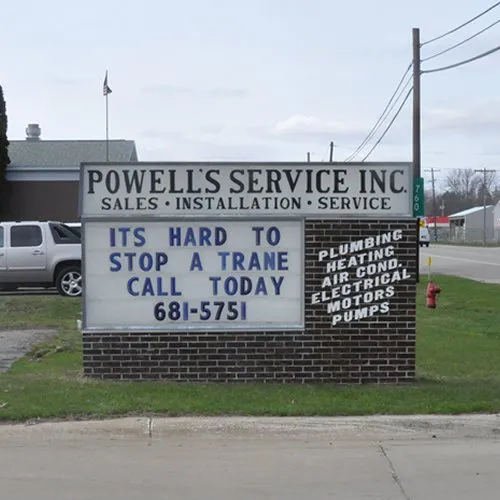 POWELL'S SERVICE INC.
SALES · INSTALLATION · SERVICE
ITS HARD TO
STOP A TRANE
CALL TODAY
681-5751
PLUMBING
HEATING
AIR COND.
ELECTRICAL
MOTORS
PUMPS
760